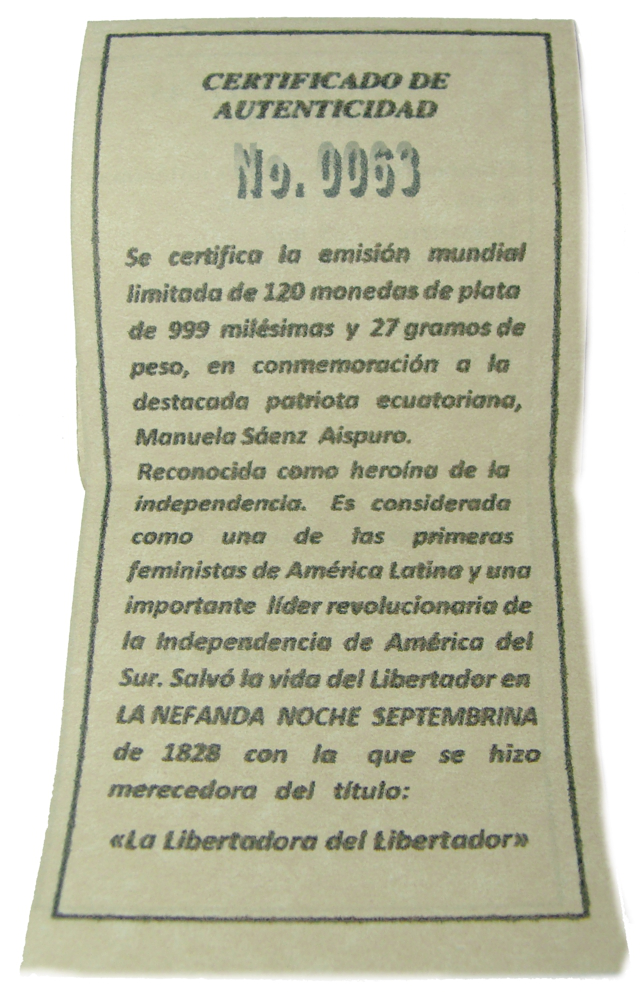 CERTIFICADO DE
AUTENTICIDAD
No. 0063
Se certifica la emisión mundial
limitada de 120 monedas de plata
de 999 milésimas y 27 gramos de
peso, en conmemoración a la
destacada patriota ecuatoriana,
Manuela Sáenz Aispuro.
Reconocida como heroína de la
independencia. Es considerada
como una de las primeras
feministas de América Latina y una
importante líder revolucionaria de
la Independencia de América del
Sur. Salvó la vida del Libertador en
LA NEFANDA NOCHE SEPTEMBRINA
de 1828 con la que se hizo
merecedora del título:
«La Libertadora del Libertador»